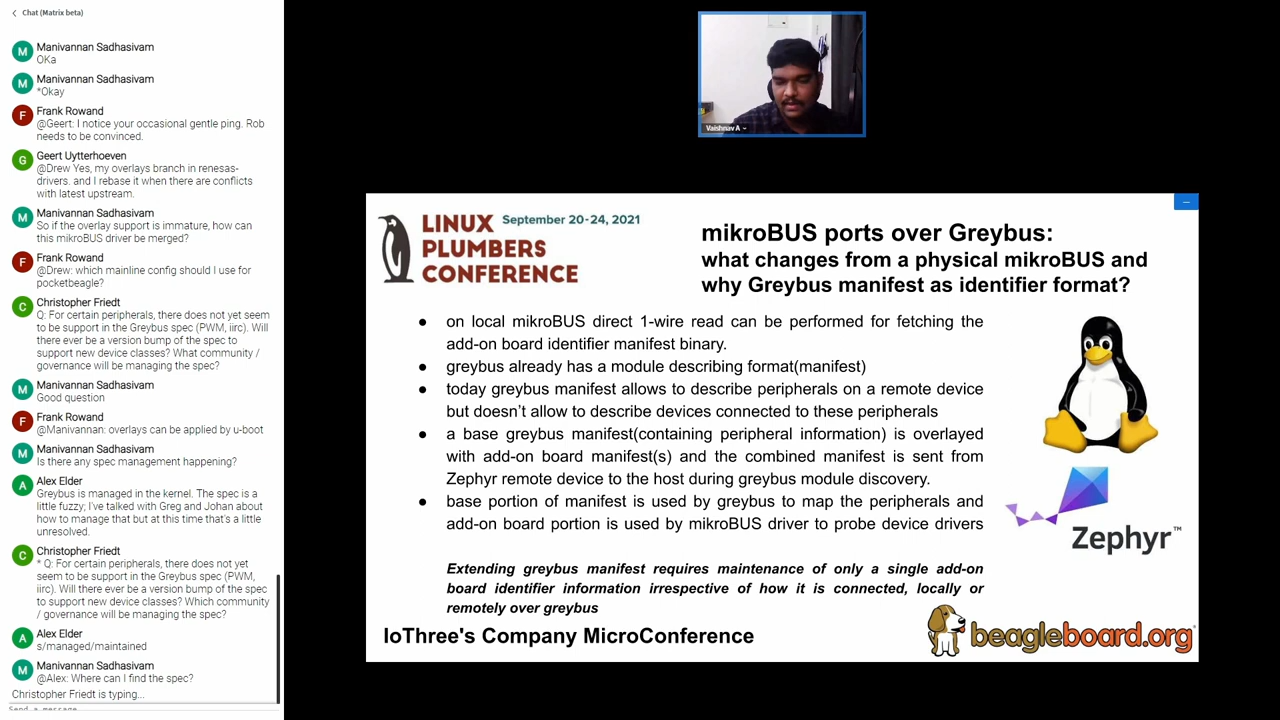 Chat (Matrix beta)
Manivannan Sadhasivam
OKa
Manivannan Sadhasivam
*Okay
Frank Rowand
@Geert: I notice your occasional gentle ping. Rob
needs to be convinced.
Geert Uytterhoeven
@Drew Yes, my overlays branch in renesas-
drivers. and I rebase it when there are conflicts
with latest upstream.
Manivannan Sadhasivam
So if the overlay support is immature, how can
this mikroBUS driver be merged?
Frank Rowand
@Drew: which mainline config should I use for
pocketbeagle?
Christopher Friedt
Q: For certain peripherals, there does not yet seem
to be support in the Greybus spec (PWM, iirc). Will
there ever be a version bump of the spec to
support new device classes? What community /
governance will be managing the spec?
Manivannan Sadhasivam
Good question
Frank Rowand
@Manivannan: overlays can be applied by u-boot
Manivannan Sadhasivam
Is there any spec management happening?
Alex Elder
Greybus is managed in the kernel. The spec is a
little fuzzy; I've talked with Greg and Johan about
how to manage that but at this time that's a little
unresolved.
Christopher Friedt
* Q: For certain peripherals, there does not yet
seem to be support in the Greybus spec (PWM,
iirc). Will there ever be a version bump of the spec
to support new device classes? Which community
/ governance will be managing the spec?
Alex Elder
s/managed/maintained
Manivannan Sadhasivam
@Alex: Where can I find the spec?
Christopher Friedt is typing...
Send a message
Vaishnav A
LINUX
PLUMBERS
CONFERENCE
September 20-24, 2021
mikroBUS ports over Greybus:
what changes from a physical mikroBUS and
why Greybus manifest as identifier format?
● on local mikroBUS direct 1-wire read can be performed for fetching the
add-on board identifier manifest binary.
● greybus already has a module describing format(manifest)
● today greybus manifest allows to describe peripherals on a remote device
but doesn't allow to describe devices connected to these peripherals
● a base greybus manifest(containing peripheral information) is overlayed
with add-on board manifest(s) and the combined manifest is sent from
Zephyr remote device to the host during greybus module discovery.
● base portion of manifest is used by greybus to map the peripherals and
add-on board portion is used by mikroBUS driver to probe device drivers
Extending greybus manifest requires maintenance of only a single add-on
board identifier information irrespective of how it is connected, locally or
remotely over greybus
Zephyr™
IoThree's Company MicroConference
beagleboard.org